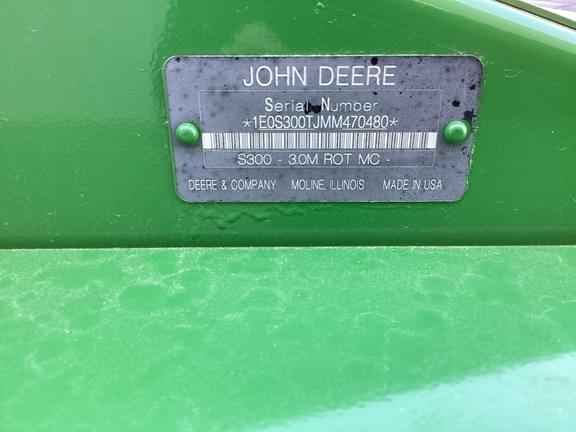 JOHN DEERE
Serial Number
*1E0S300TJMM470480*
S300 - 3.0M ROT MC -
DEERE & COMPANY MOLINE, ILLINOIS MADE IN USA